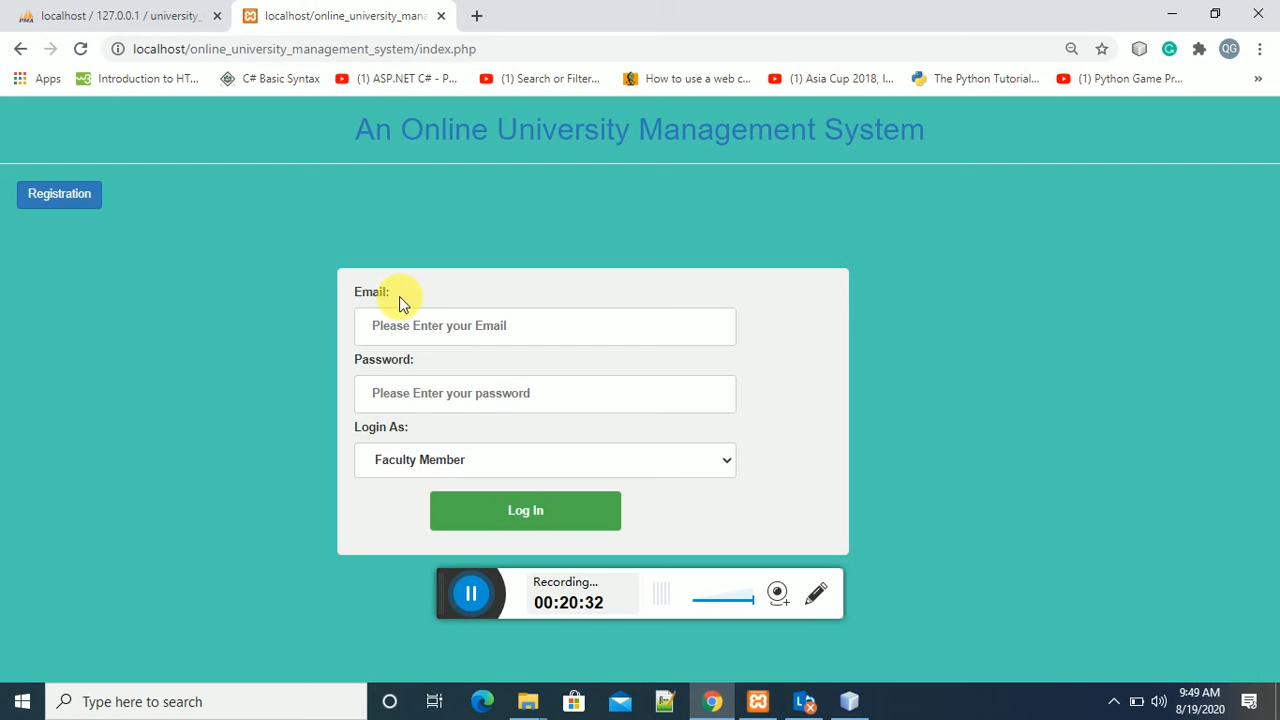 localhost / 127.0.0.1 / university_
localhost/online_university_mana
localhost/online_university_management_system/index.php
QG
Apps
Introduction to HT...
C# Basic Syntax
(1) ASP.NET C# - P...
(1) Search or Filter...
How to use a web c...
(1) Asia Cup 2018, I...
The Python Tutorial...
(1) Python Game Pr...
»
An Online University Management System
Registration
Email:
Please Enter your Email
Password:
Please Enter your password
Login As:
Faculty Member
Log In
Recording...
00:20:32
Type here to search
9:49 AM
8/19/2020